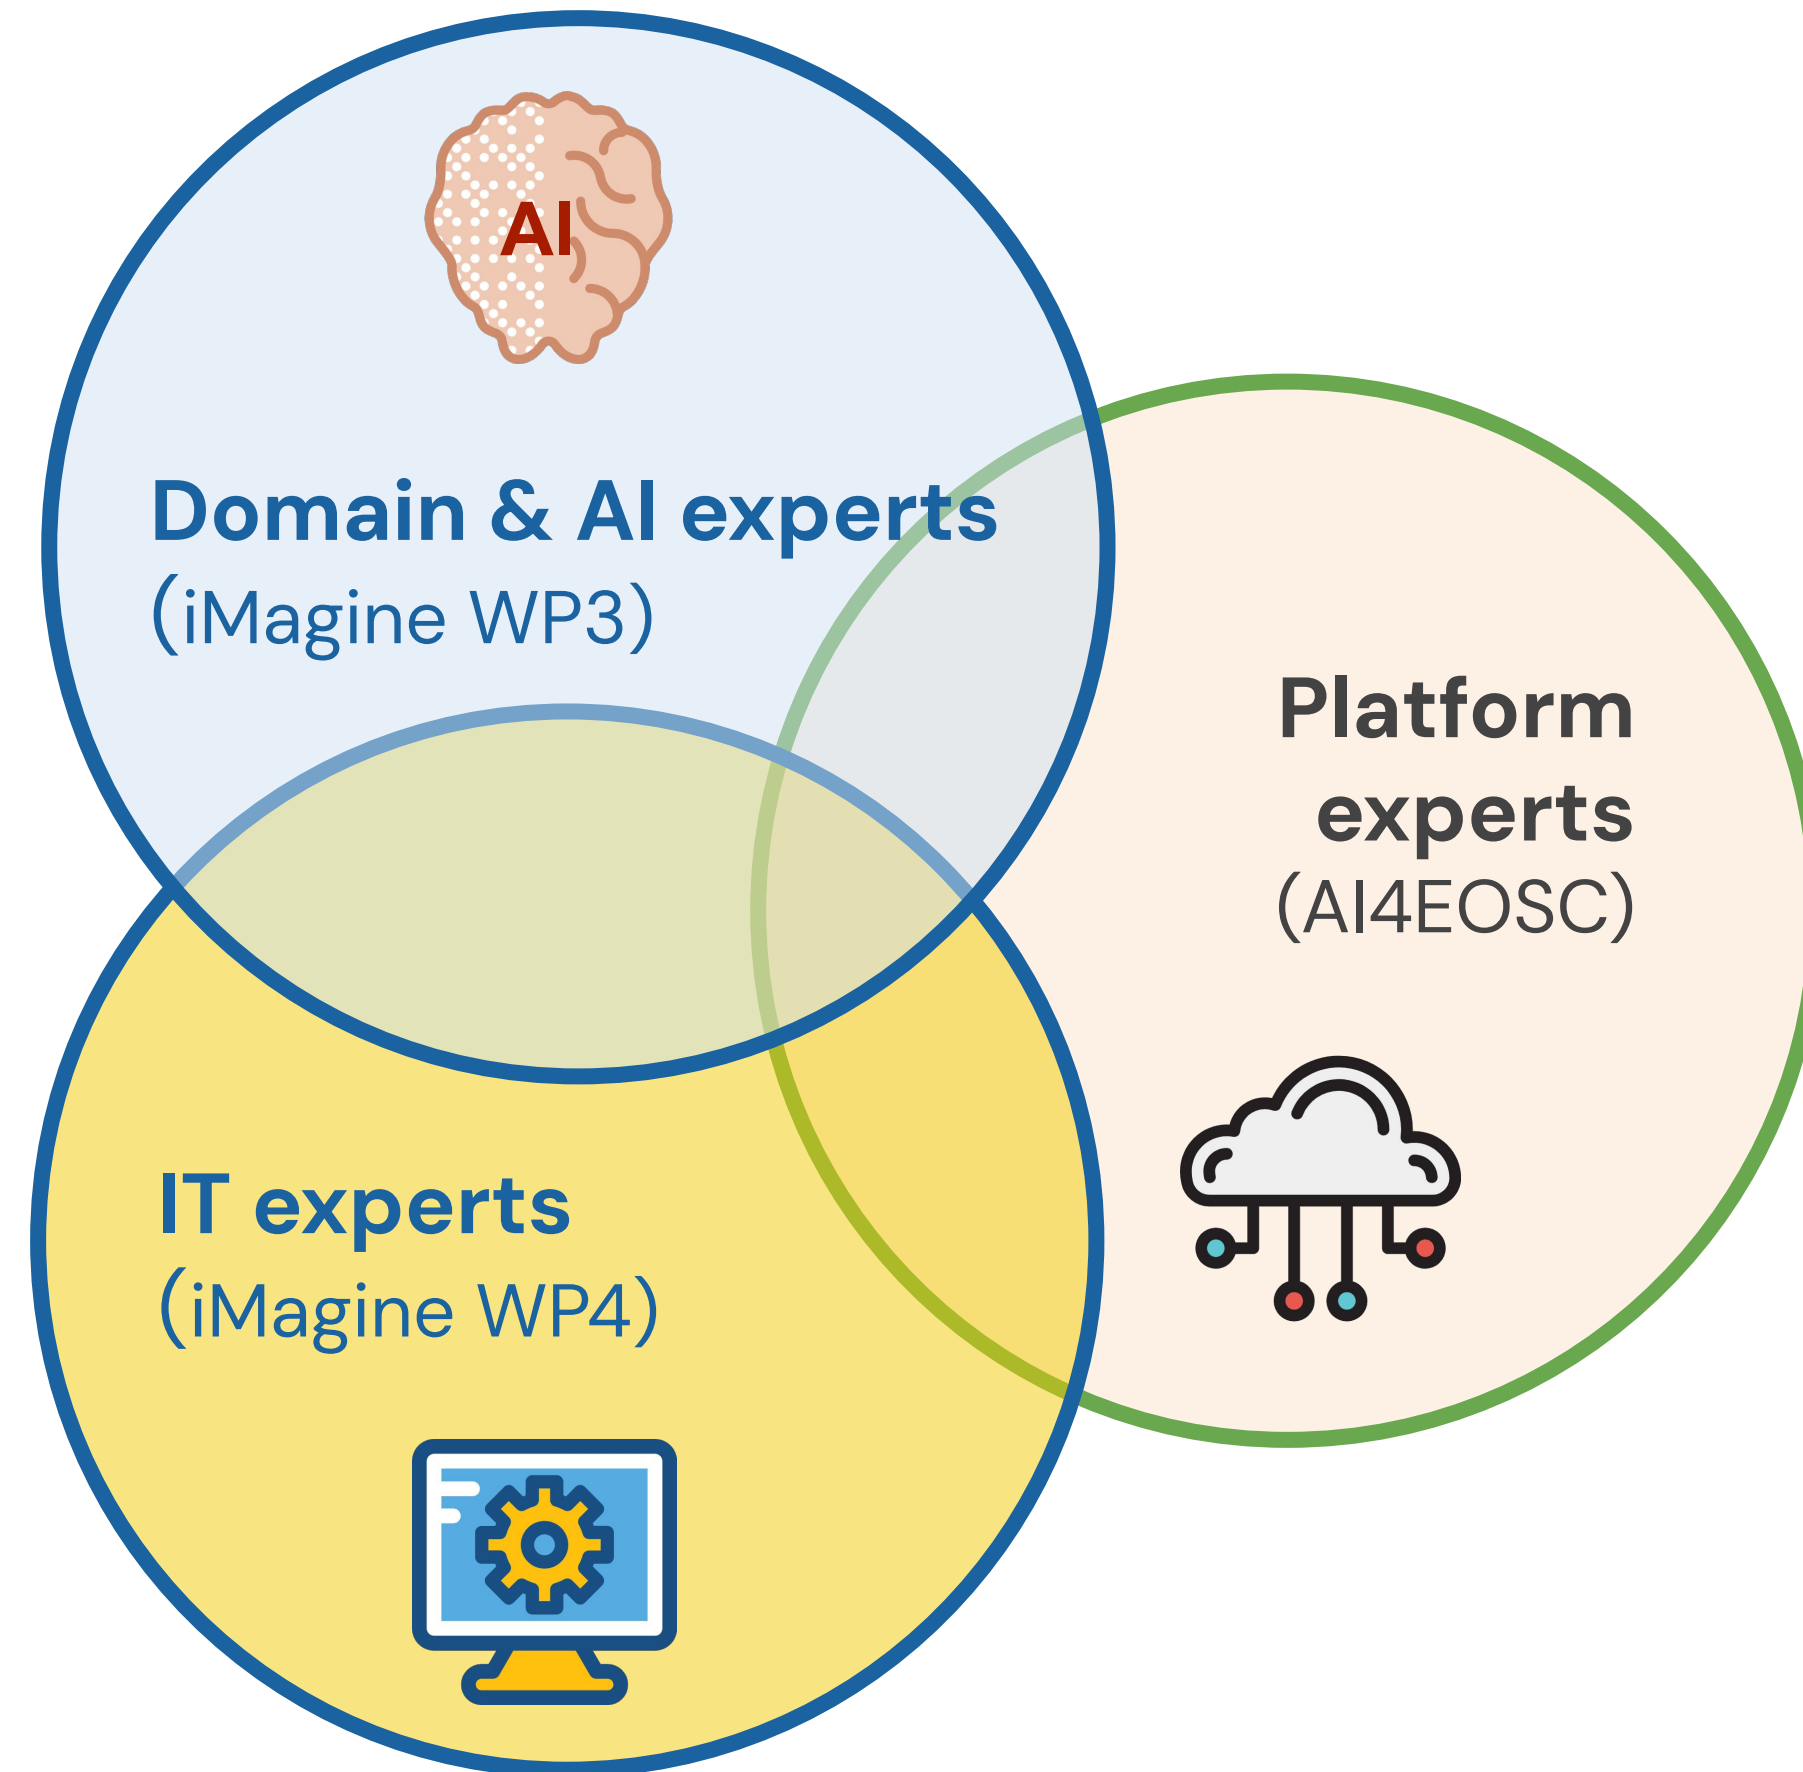 AI
Domain & AI experts
(iMagine WP3)
Platform
experts
(AI4EOSC)
IT experts
(iMagine WP4)